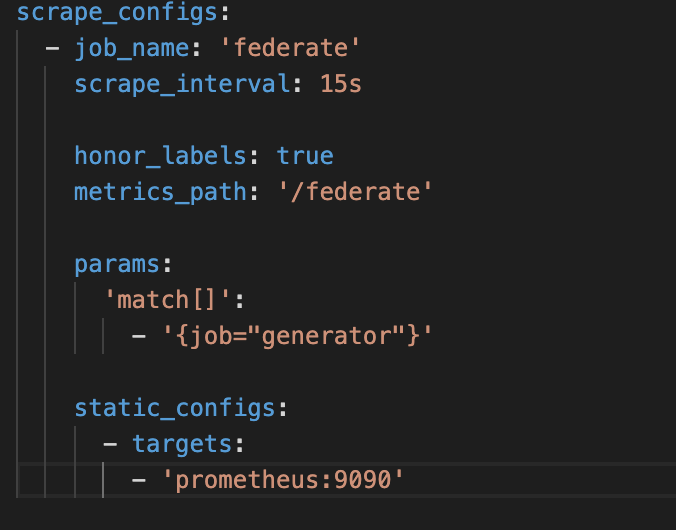 scrape_configs:
  - job_name: 'federate'
    scrape_interval: 15s

    honor_labels: true
    metrics_path: '/federate'

    params:
      'match[]':
        - '{job="generator"}'

    static_configs:
      - targets:
        - 'prometheus:9090'